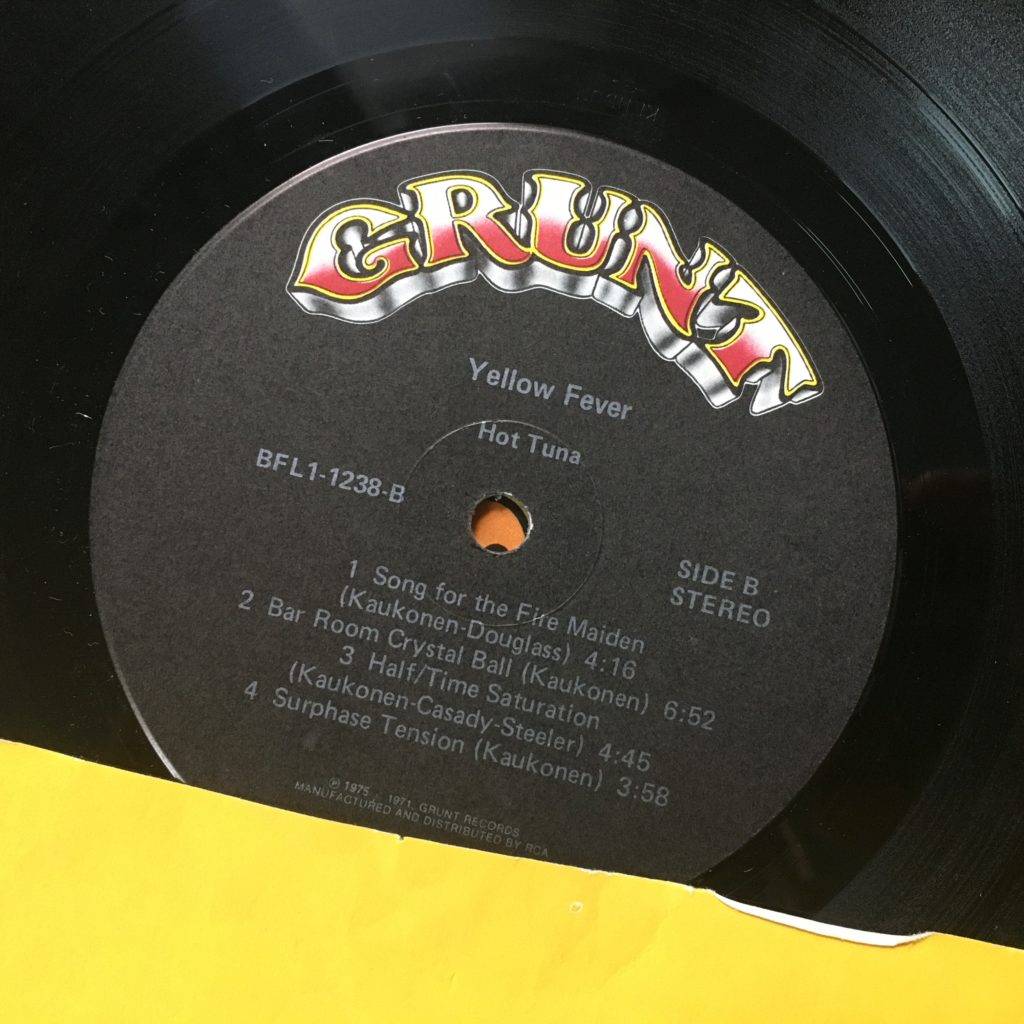 GRUNT
Yellow Fever
Hot Tuna
BFL1-1238-B
SIDE B
STEREO
1 Song for the Fire Maiden
(Kaukonen-Douglass) 4:16
2 Bar Room Crystal Ball (Kaukonen) 6:52
3 Half/Time Saturation
(Kaukonen-Casady-Steeler) 4:45
4 Surphase Tension (Kaukonen) 3:58
℗ 1975 - 1971, GRUNT RECORDS
MANUFACTURED AND DISTRIBUTED BY RCA